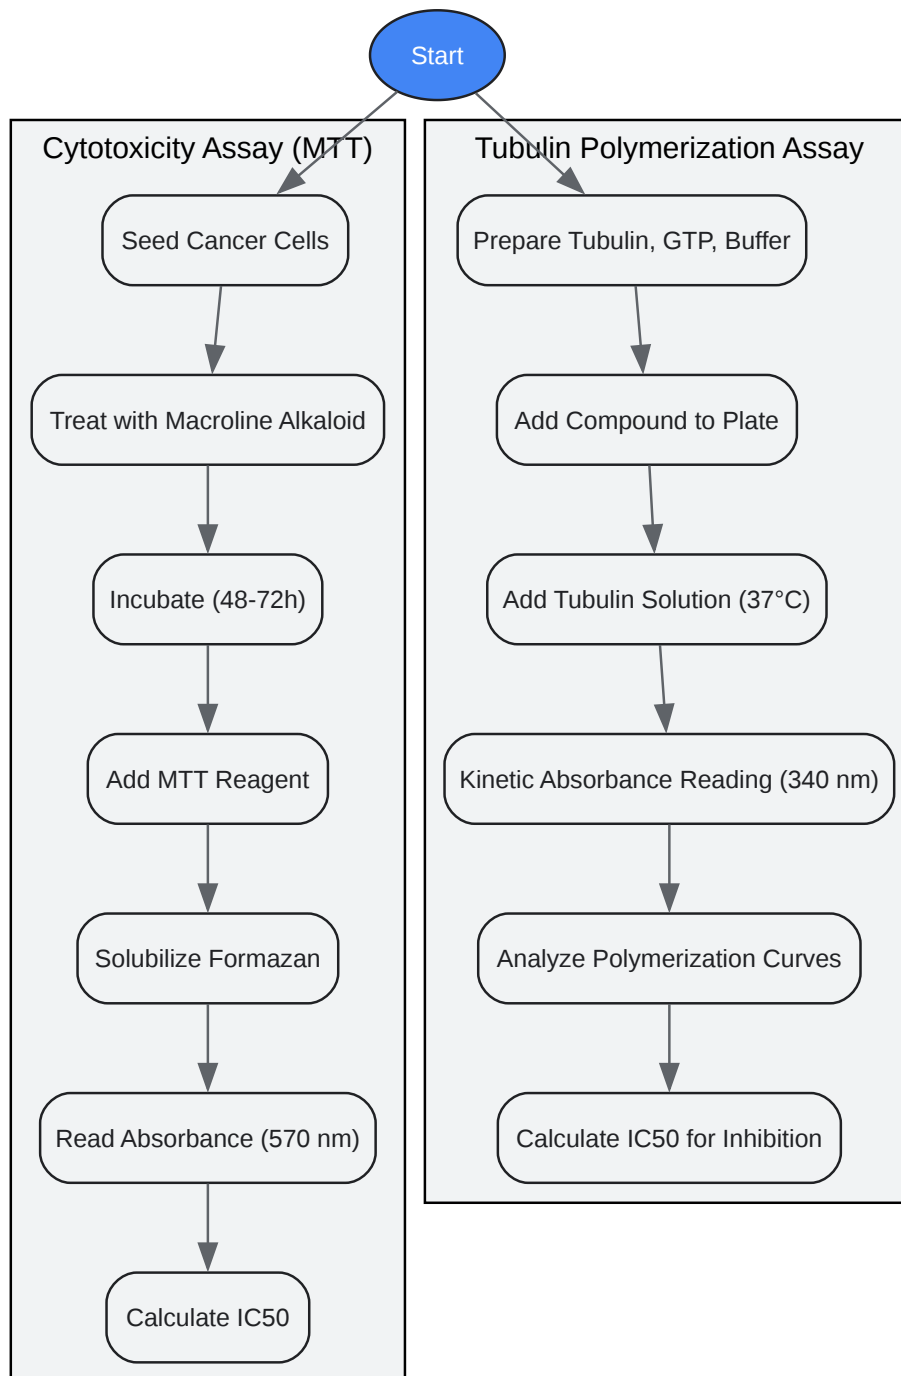 Start
Cytotoxicity Assay (MTT)
Seed Cancer Cells
Treat with Macroline Alkaloid
Incubate (48-72h)
Add MTT Reagent
Solubilize Formazan
Read Absorbance (570 nm)
Calculate IC50
Tubulin Polymerization Assay
Prepare Tubulin, GTP, Buffer
Add Compound to Plate
Add Tubulin Solution (37°C)
Kinetic Absorbance Reading (340 nm)
Analyze Polymerization Curves
Calculate IC50 for Inhibition